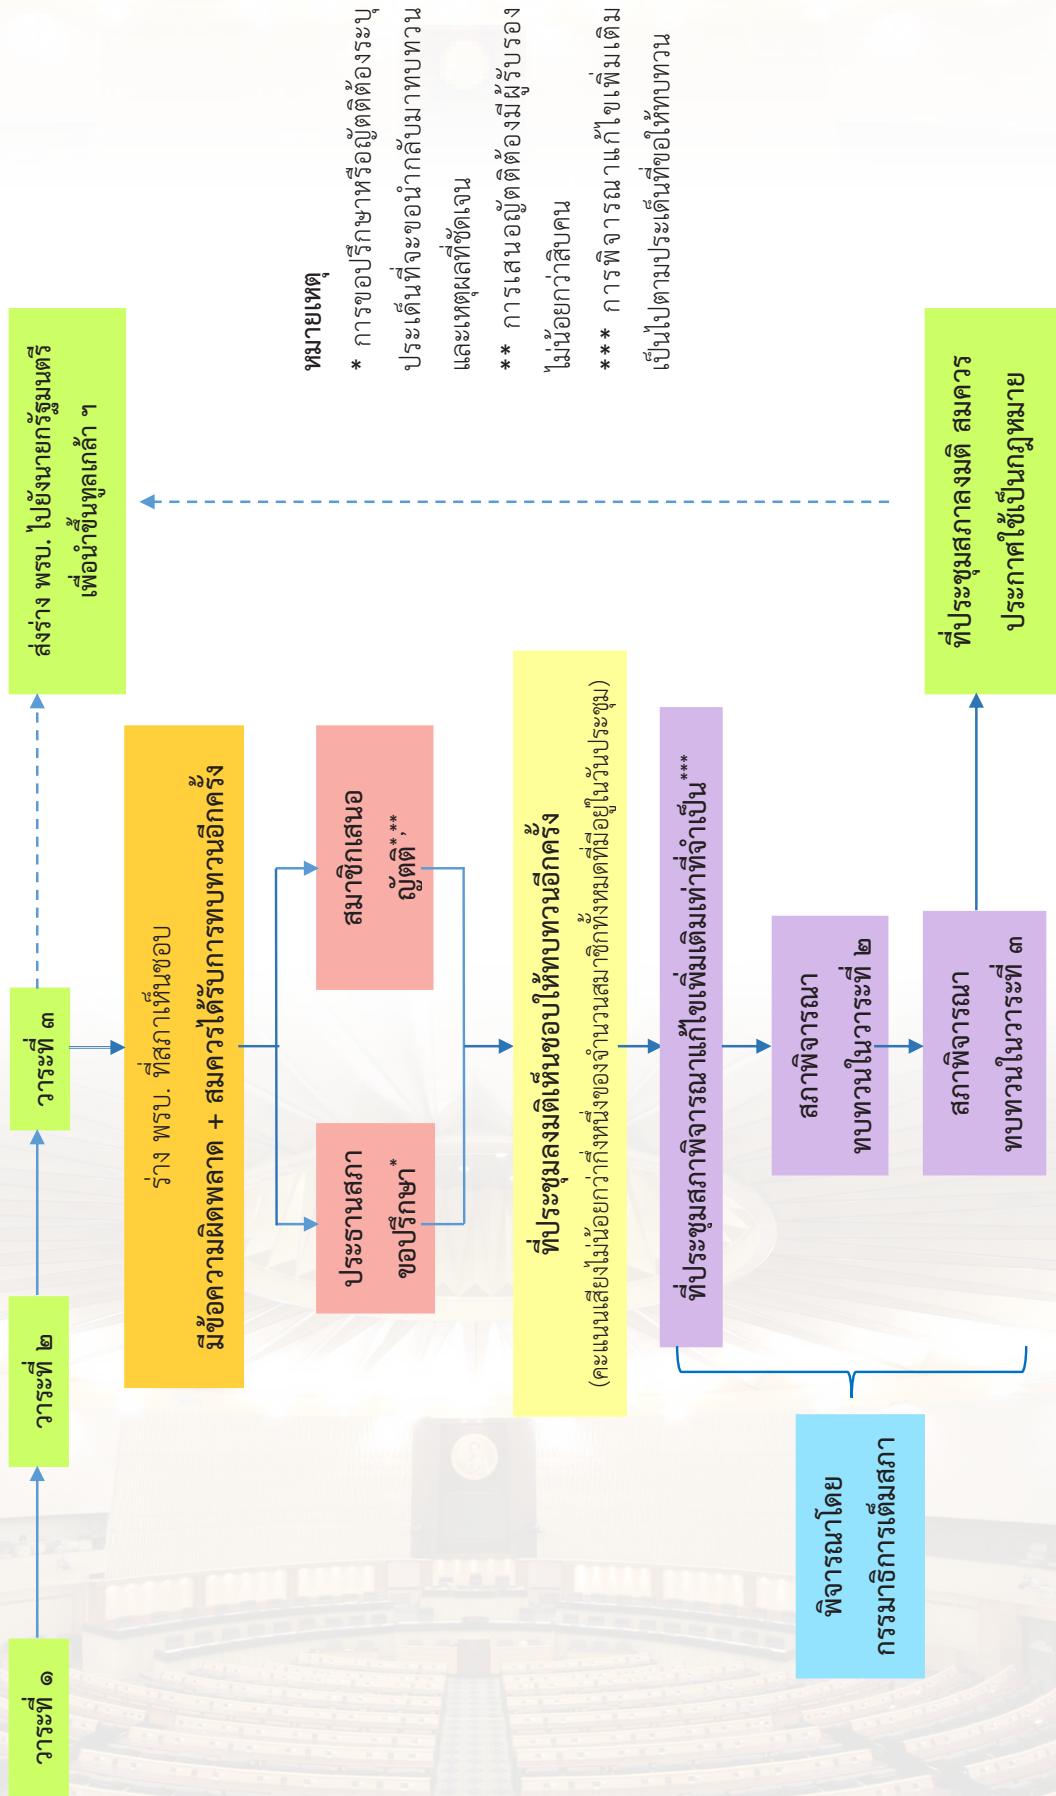 วาระที่ ๑
วาระที่ ๒
วาระที่ ๓
ส่งร่าง พรบ. ไปยังนายกรัฐมนตรี
เพื่อนำขึ้นทูลเกล้า ฯ
ร่าง พรบ. ที่สภาเห็นชอบ
มีข้อความผิดพลาด + สมควรได้รับการทบทวนอีกครั้ง
ประธานสภา
ขอปรึกษา*
สมาชิกเสนอ
ญัตติ*,**
ที่ประชุมลงมติเห็นชอบให้ทบทวนอีกครั้ง
(คะแนนเสียงไม่น้อยกว่ากึ่งหนึ่งของจำนวนสมาชิกทั้งหมดที่มีอยู่ในวันประชุม)
ที่ประชุมสภาพิจารณาแก้ไขเพิ่มเติมเท่าที่จำเป็น***
สภาพิจารณา
ทบทวนในวาระที่ ๒
สภาพิจารณา
ทบทวนในวาระที่ ๓
พิจารณาโดย
กรรมาธิการเต็มสภา
ที่ประชุมสภาลงมติ สมควร
ประกาศใช้เป็นกฎหมาย
หมายเหตุ
* การขอปรึกษาหรือญัตติต้องระบุ
ประเด็นที่จะขอนำกลับมาทบทวน
และเหตุผลที่ชัดเจน
** การเสนอญัตติต้องมีผู้รับรอง
ไม่น้อยกว่าสิบคน
*** การพิจารณาแก้ไขเพิ่มเติม
เป็นไปตามประเด็นที่ขอให้ทบทวน